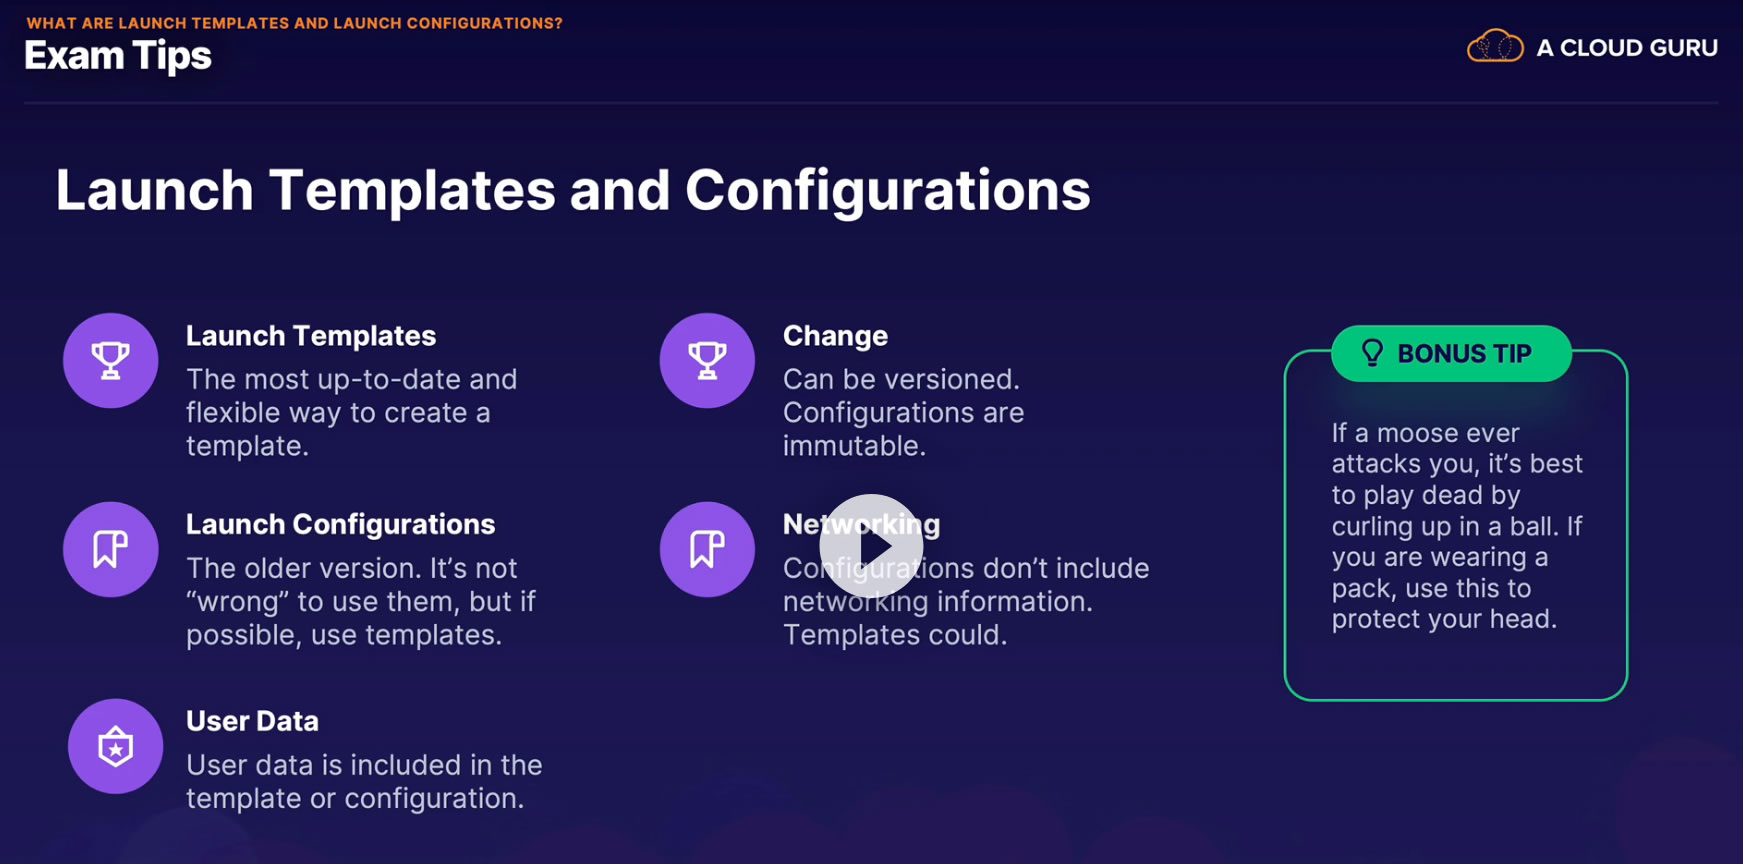 WHAT ARE LAUNCH TEMPLATES AND LAUNCH CONFIGURATIONS?
Exam Tips
A CLOUD GURU
Launch Templates and Configurations
Launch Templates
The most up-to-date and
flexible way to create a
template.
Launch Configurations
The older version. It’s not
“wrong” to use them, but if
possible, use templates.
User Data
User data is included in the
template or configuration.
Change
Can be versioned.
Configurations are
immutable.
Networking
Configurations don’t include
networking information.
Templates could.
BONUS TIP
If a moose ever
attacks you, it’s best
to play dead by
curling up in a ball. If
you are wearing a
pack, use this to
protect your head.